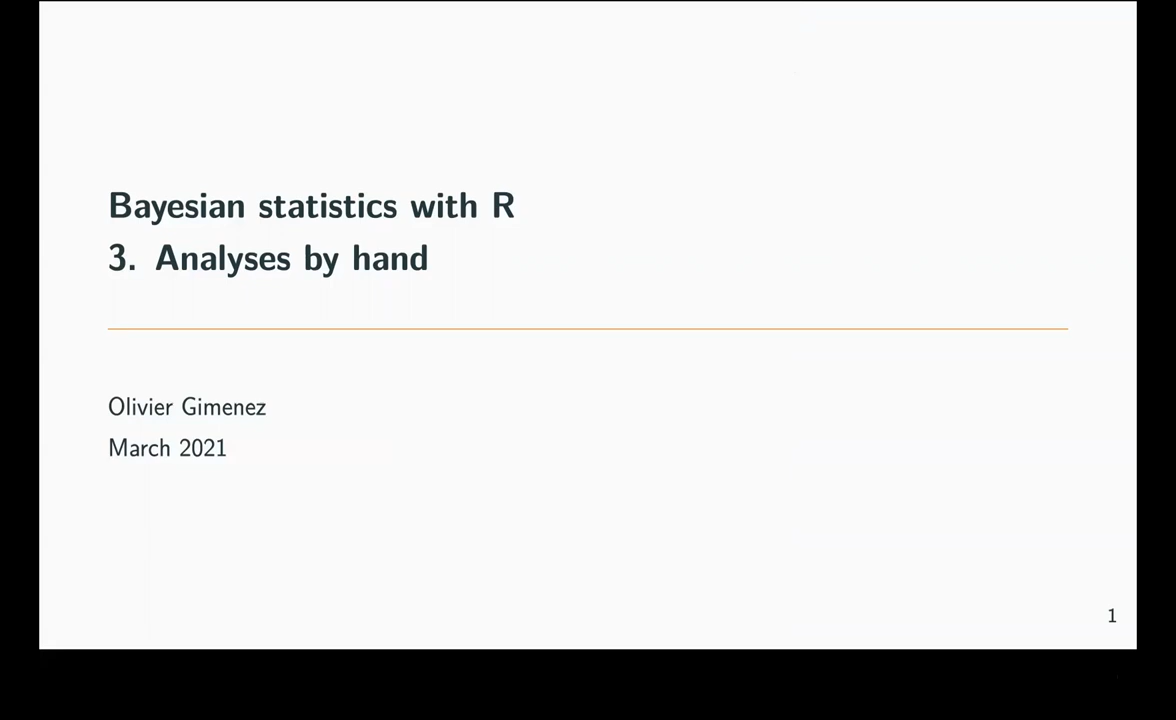 Bayesian statistics with R
3. Analyses by hand
Olivier Gimenez
March 2021
1